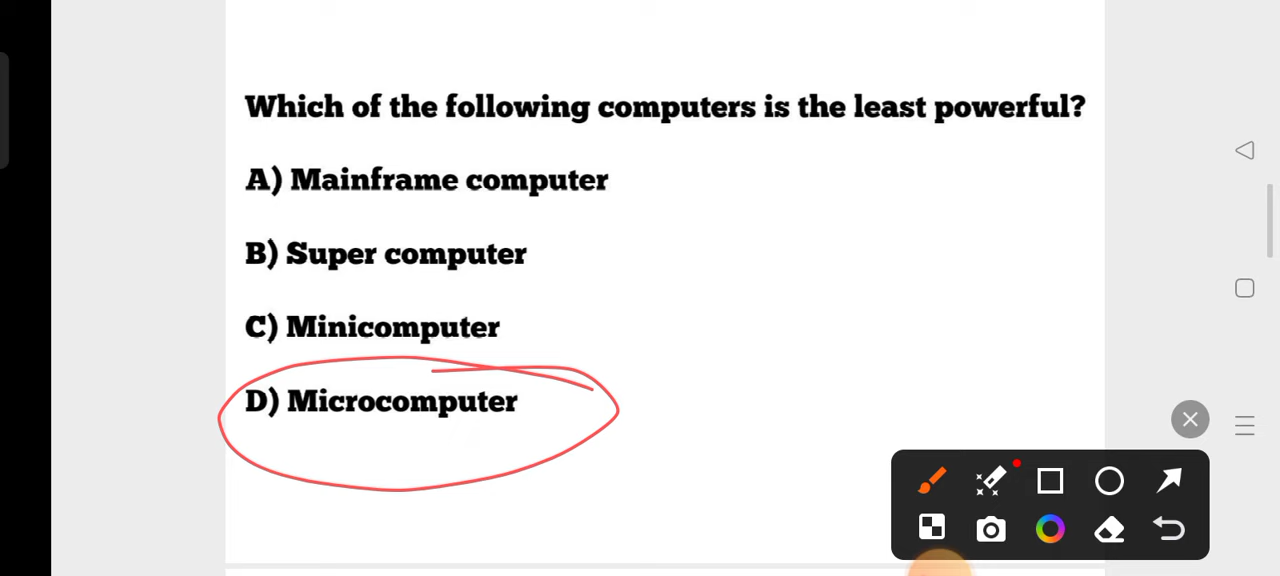 Which of the following computers is the least powerful?
A) Mainframe computer
B) Super computer
C) Minicomputer
D) Microcomputer